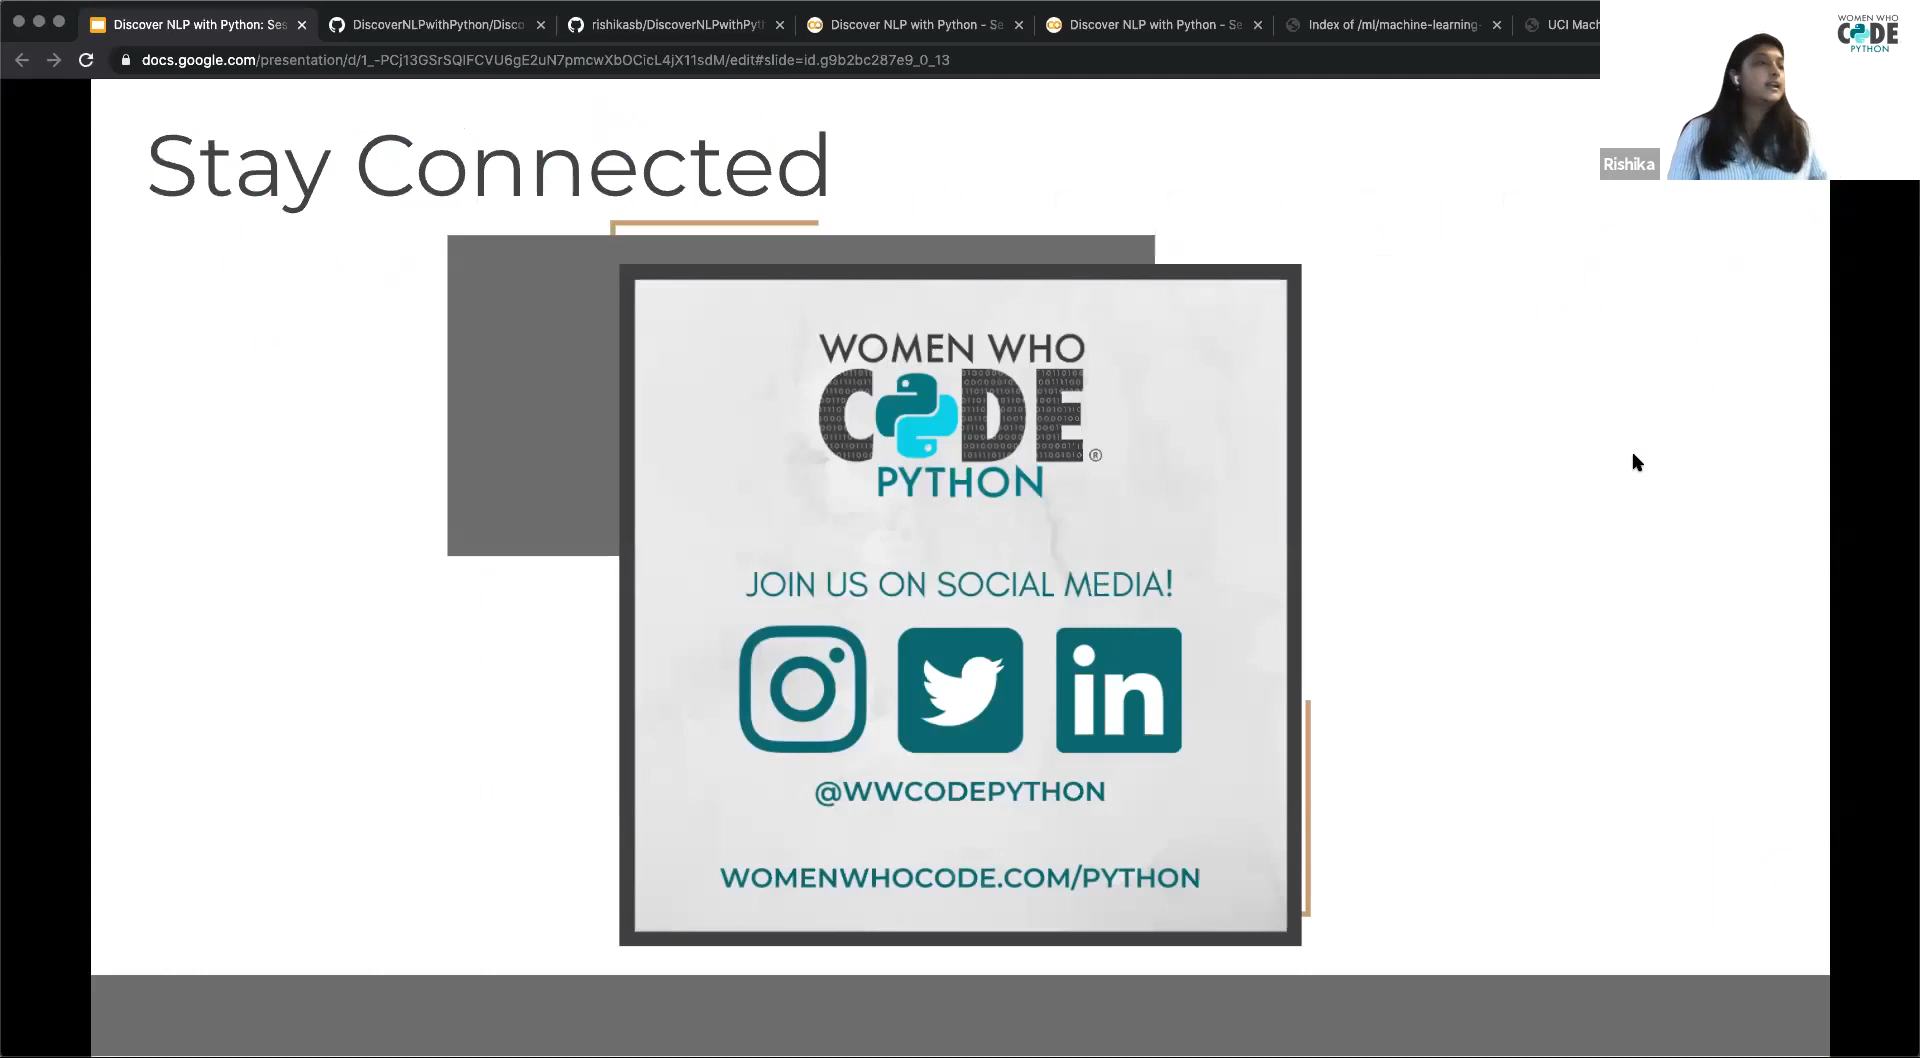 Discover NLP with Python: Ses
DiscoverNLPwithPython/Disco
rishikasb/DiscoverNLPwithPyt
Discover NLP with Python - Se
Discover NLP with Python - Se
Index of /ml/machine-learning-
UCI Mach
docs.google.com/presentation/d/1_-PCj13GSrSQIFCVU6gE2uN7pmcwXbOCicL4jX11sdM/edit#slide=id.g9b2bc287e9_0_13
WOMEN WHO
CODE
PYTHON
Rishika
Stay Connected
WOMEN WHO
CODE®
PYTHON
JOIN US ON SOCIAL MEDIA!
in
@WWCODEPYTHON
WOMENWHOCODE.COM/PYTHON